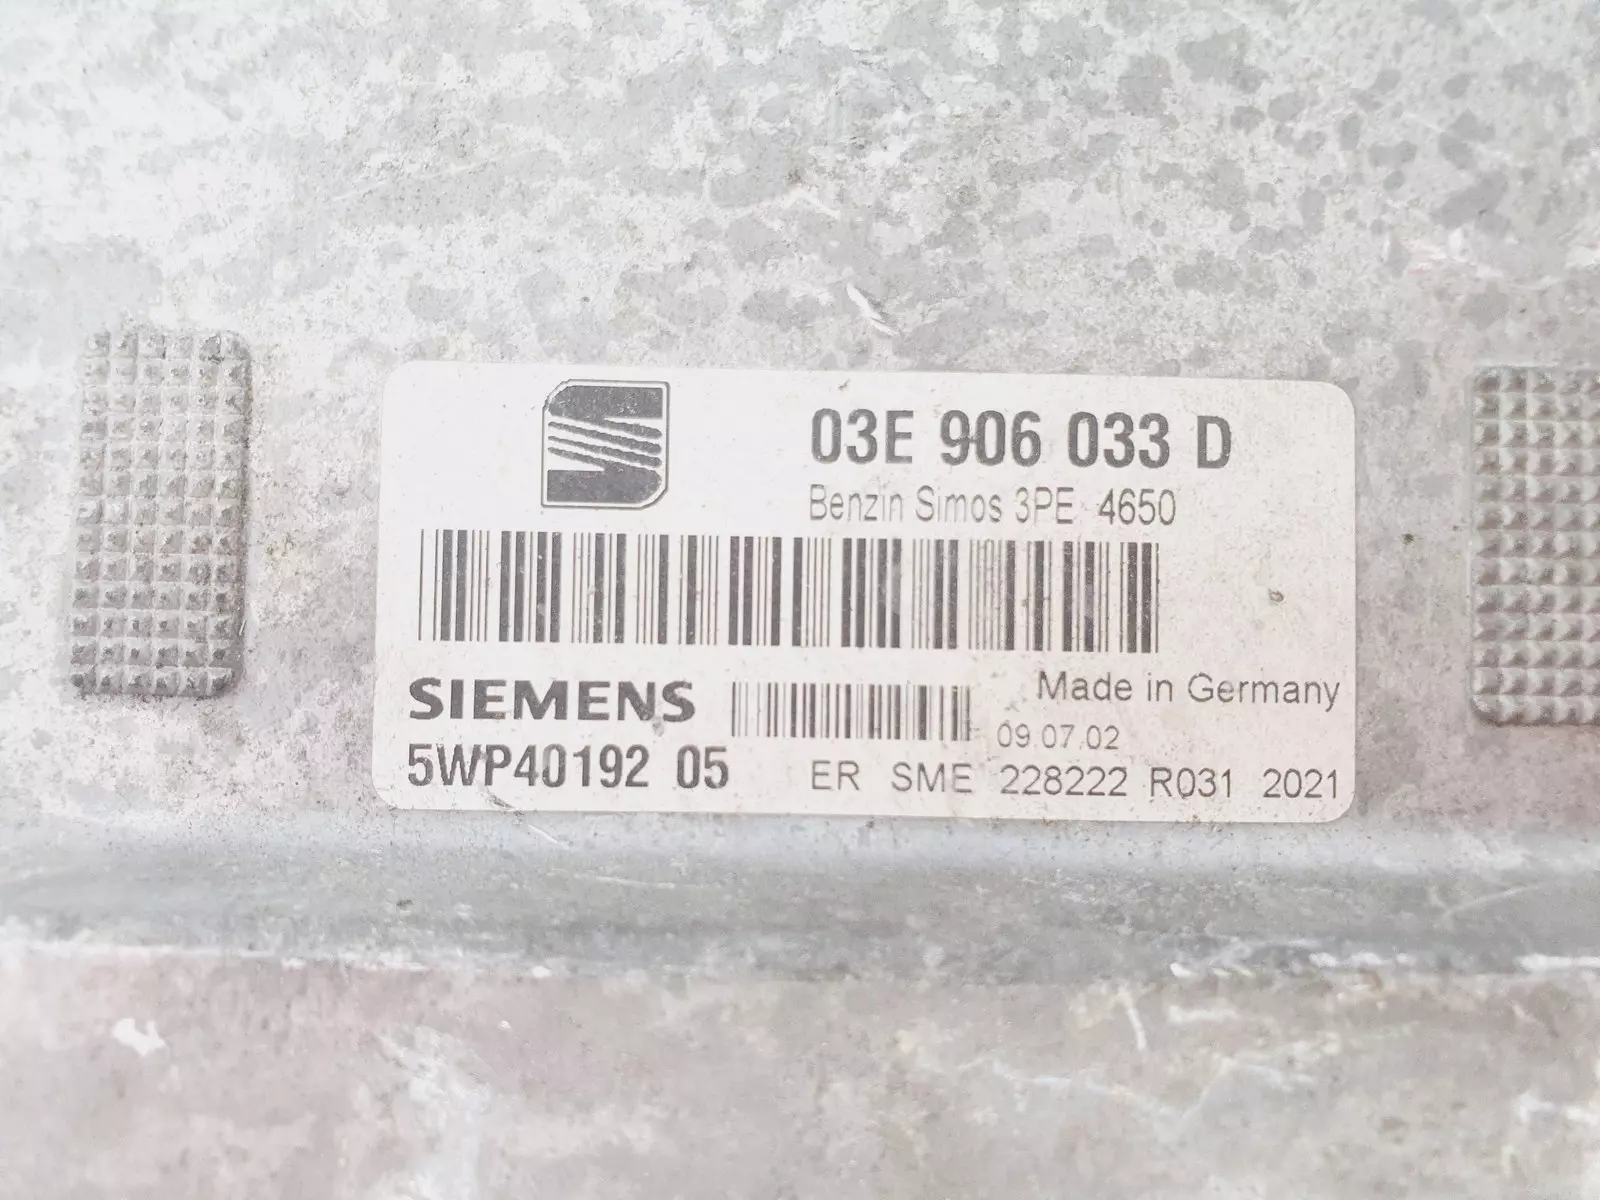 03E 906 033 D
Benzin Simos 3PE 4650
SIEMENS
Made in Germany
09.07.02
5WP40192 05
ER SME 228222 R031 2021